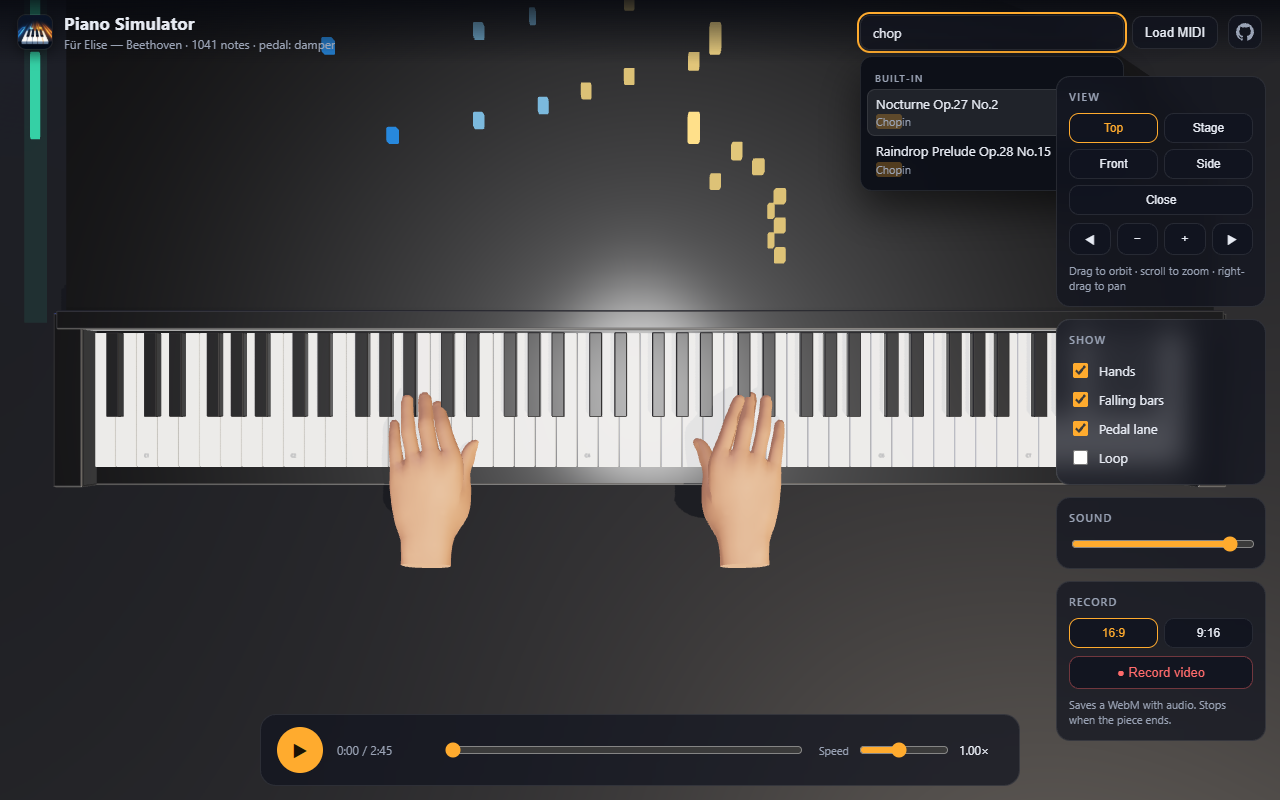 Piano Simulator
Für Elise — Beethoven · 1041 notes · pedal: damper
chop
Load MIDI
BUILT-IN
Nocturne Op.27 No.2
Chopin
Raindrop Prelude Op.28 No.15
Chopin
VIEW
Top
Stage
Front
Side
Close
◀ − + ▶
Drag to orbit · scroll to zoom · right-
drag to pan
SHOW
Hands
Falling bars
Pedal lane
Loop
SOUND
RECORD
16:9
9:16
● Record video
Saves a WebM with audio. Stops
when the piece ends.
0:00 / 2:45
Speed
1.00×